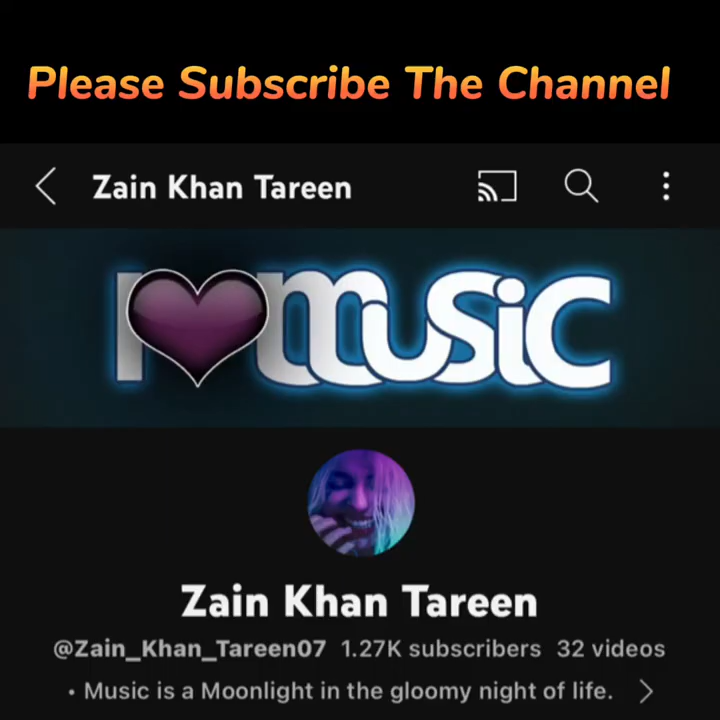 Please Subscribe The Channel
Zain Khan Tareen
I music
Zain Khan Tareen
@Zain_Khan_Tareen07 1.27K subscribers 32 videos
• Music is a Moonlight in the gloomy night of life.